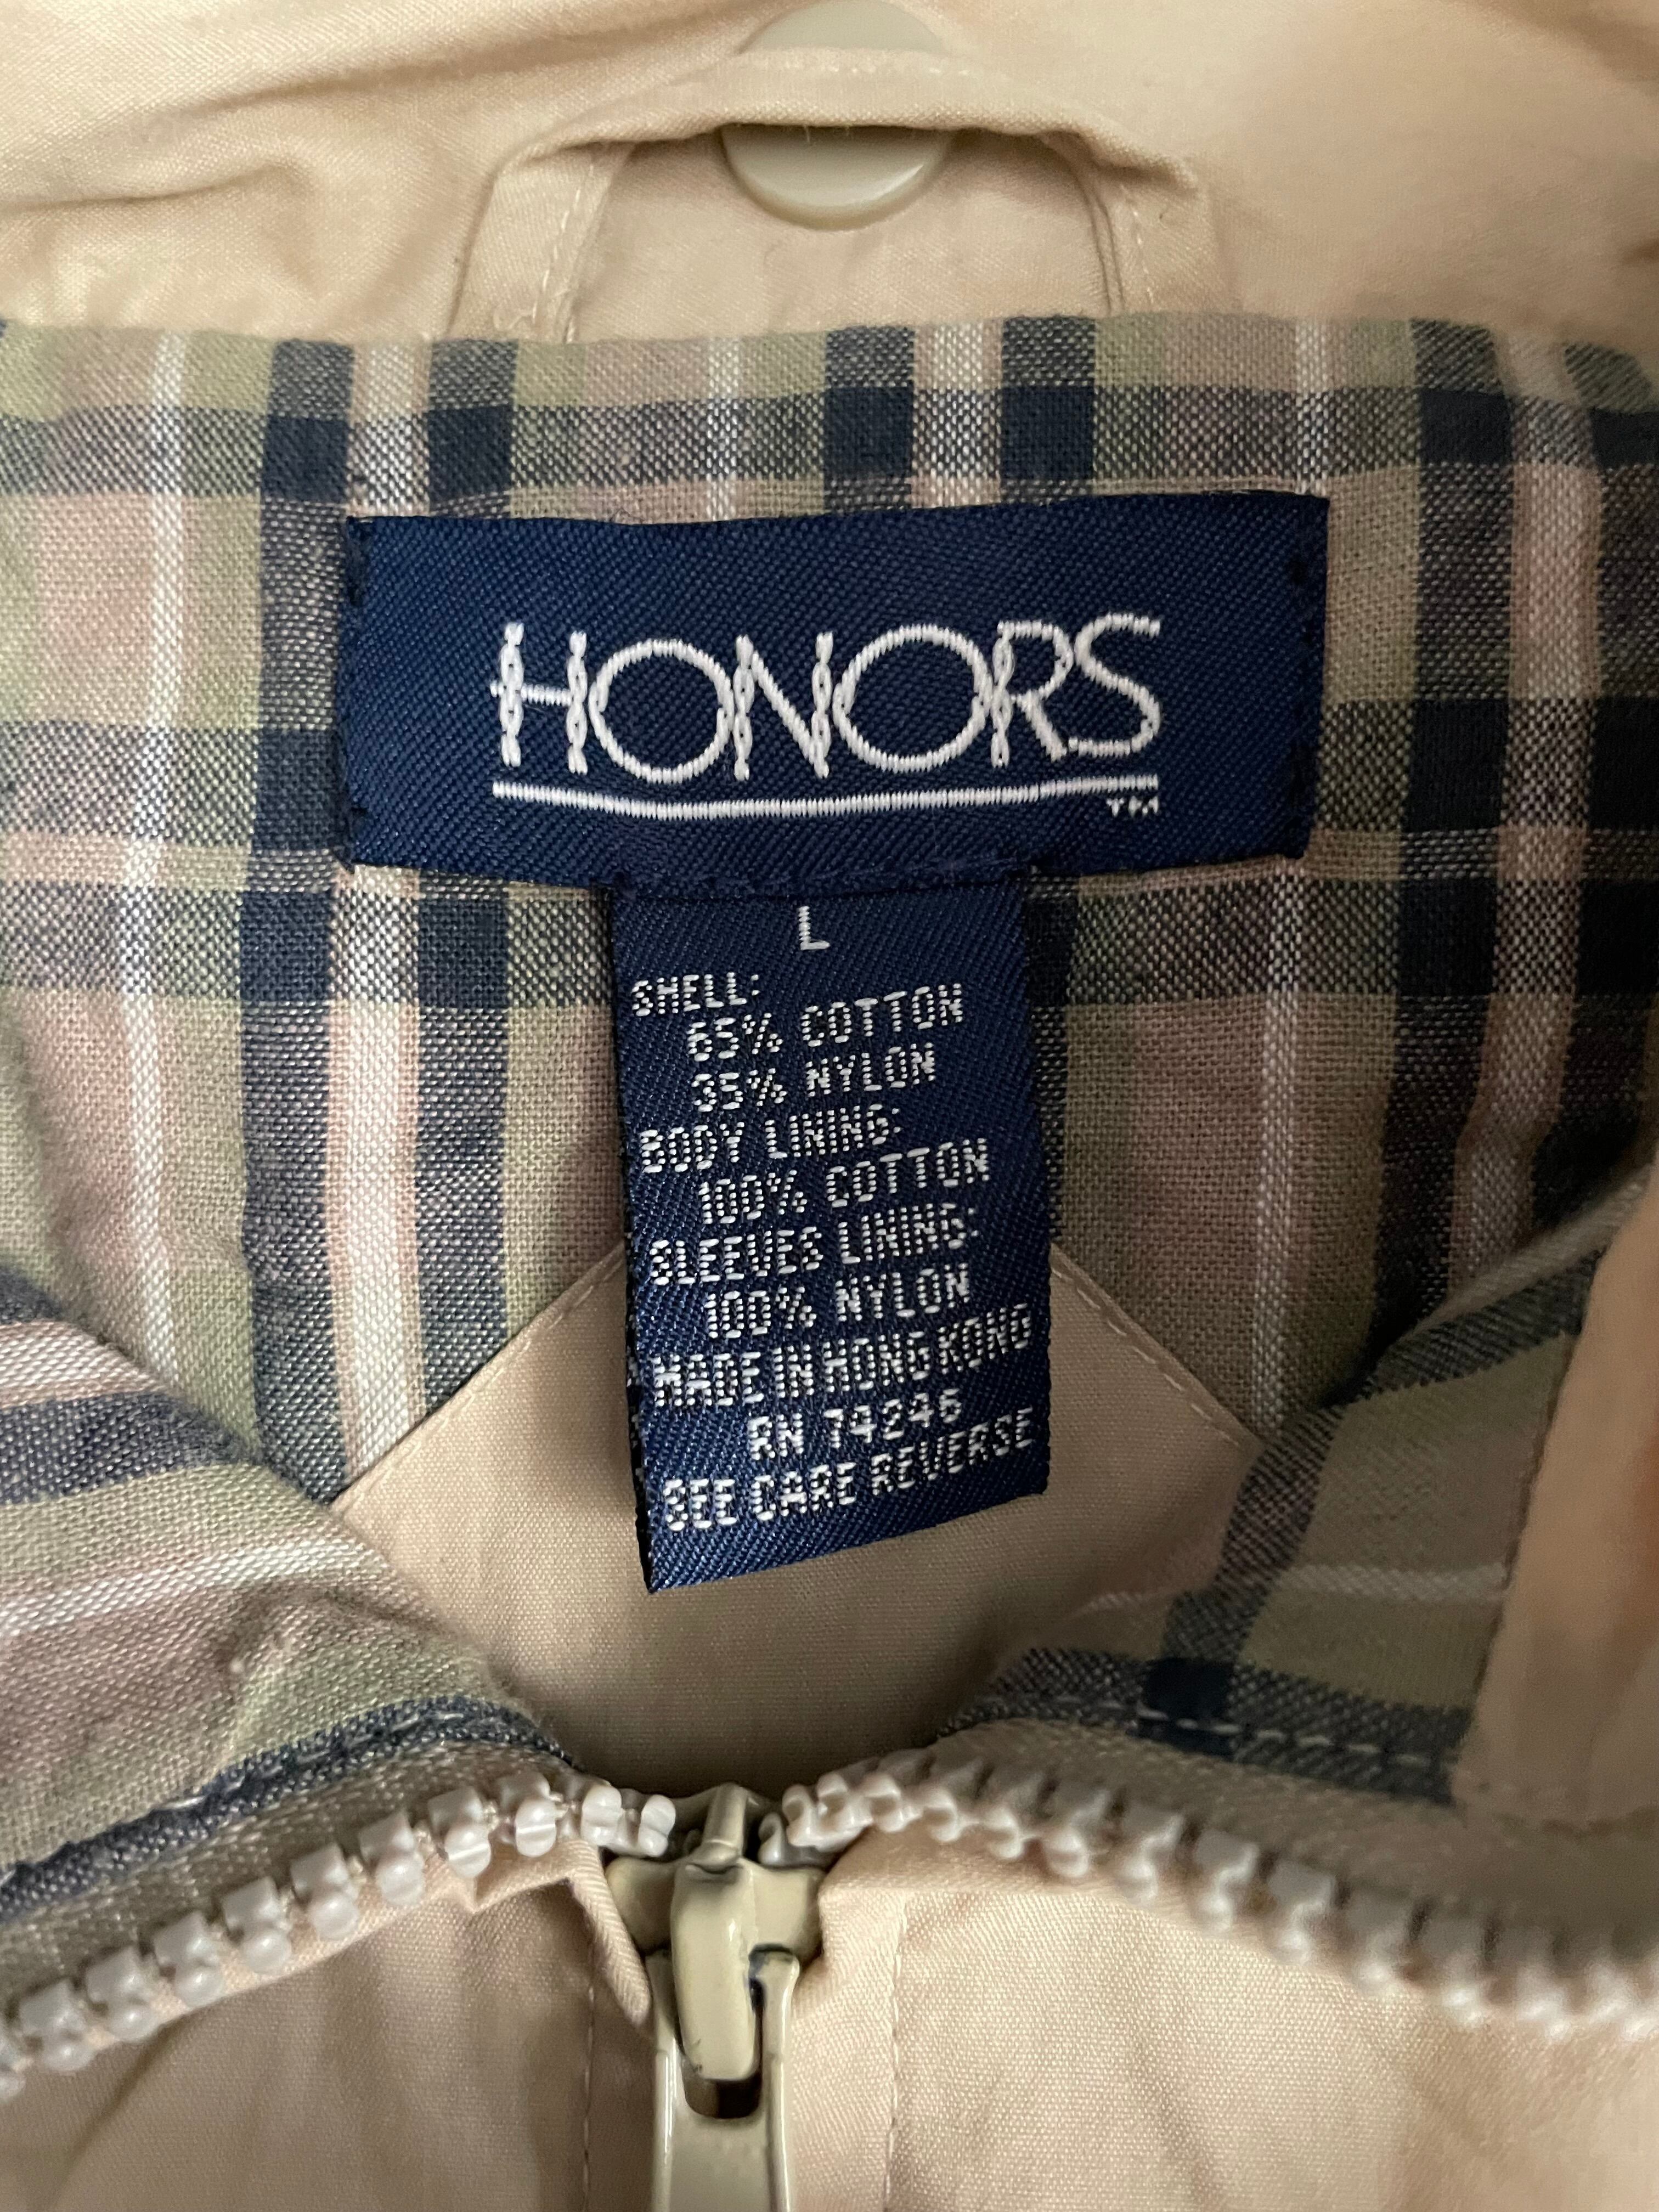 HONORS
TM
L
SHELL:
65% COTTON
35% NYLON
BODY LINING:
100% COTTON
SLEEVES LINING:
100% NYLON
MADE IN HONG KONG
RN 74246
SEE CARE REVERSE